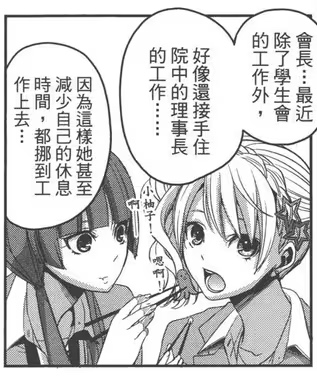 會長…最近
除了學生會
的工作外，
好像還接手住
院中的理事長
的工作……
因為這樣她甚至
減少自己的休息
時間，都挪到工
作上去…
小柚子！
啊——
嗯啊！！